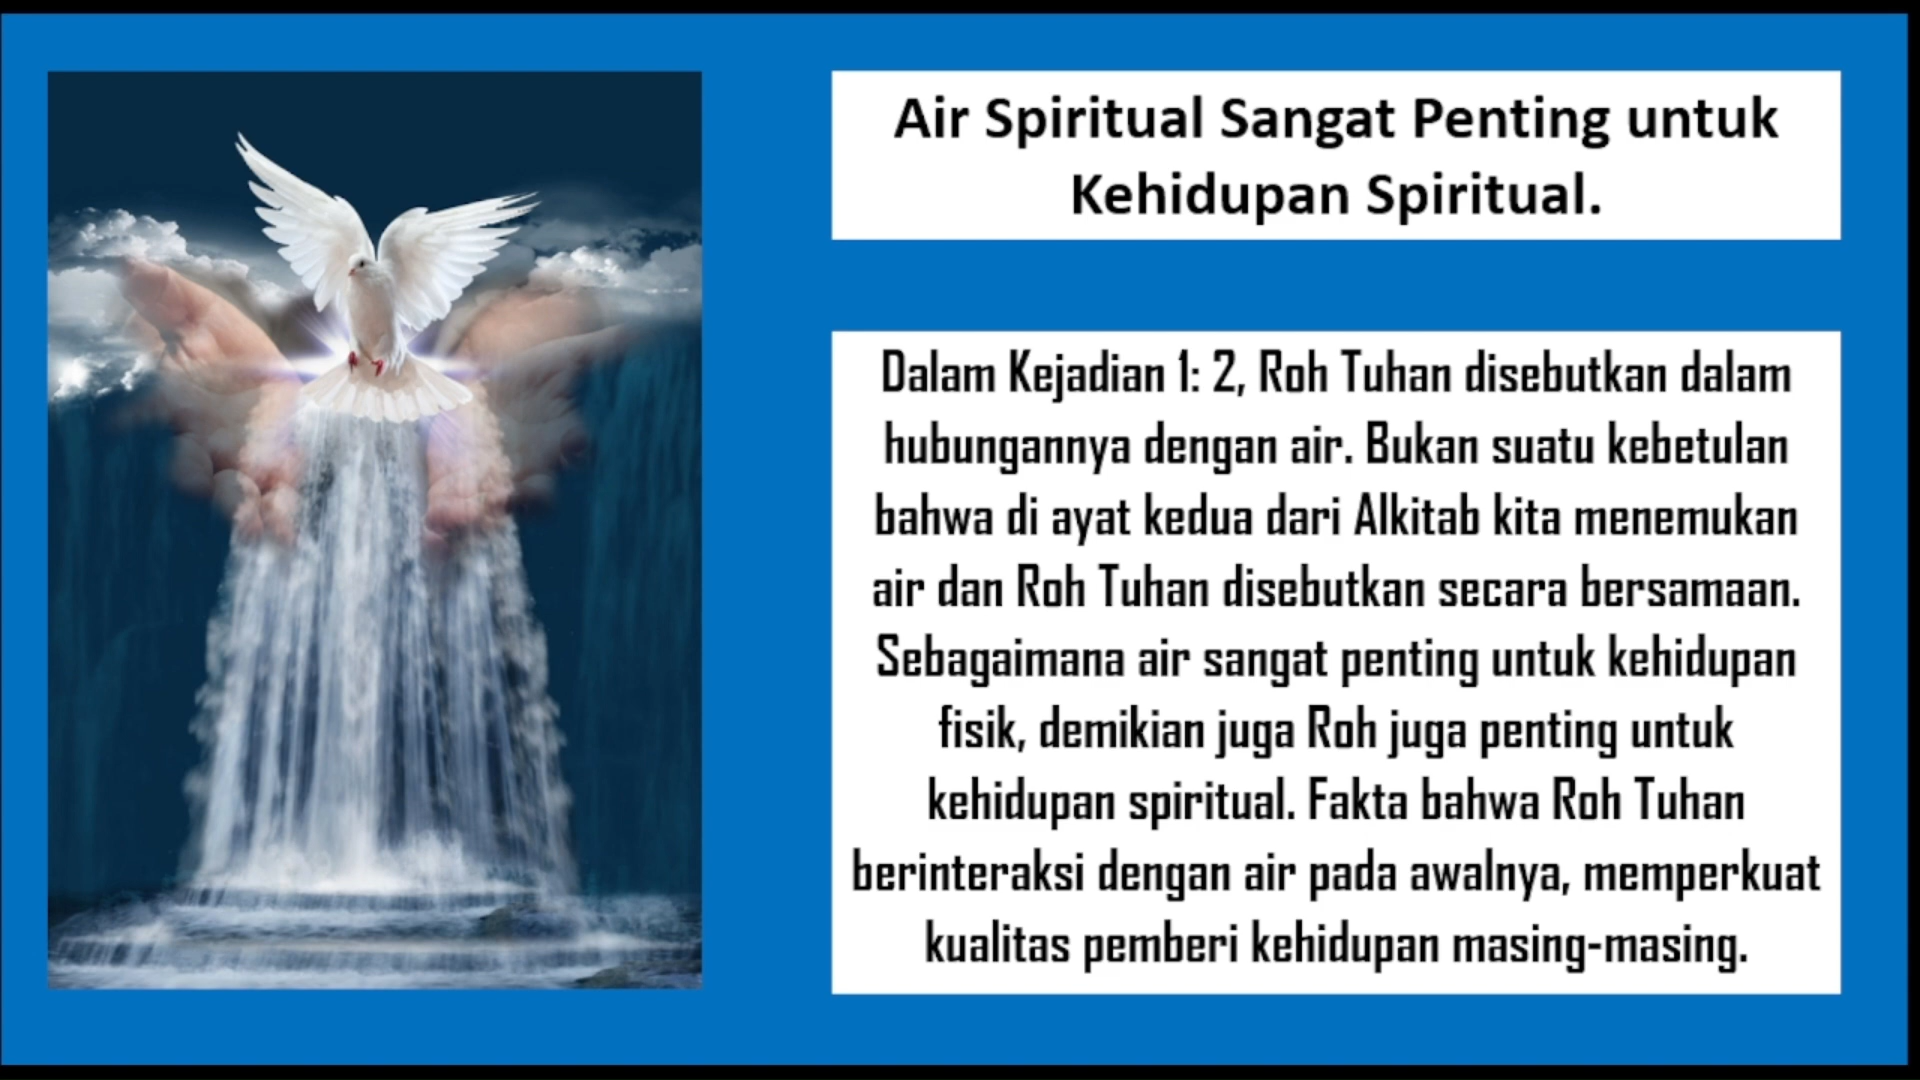 Air Spiritual Sangat Penting untuk
Kehidupan Spiritual.
Dalam Kejadian 1: 2, Roh Tuhan disebutkan dalam
hubungannya dengan air. Bukan suatu kebetulan
bahwa di ayat kedua dari Alkitab kita menemukan
air dan Roh Tuhan disebutkan secara bersamaan.
Sebagaimana air sangat penting untuk kehidupan
fisik, demikian juga Roh juga penting untuk
kehidupan spiritual. Fakta bahwa Roh Tuhan
berinteraksi dengan air pada awalnya, memperkuat
kualitas pemberi kehidupan masing-masing.